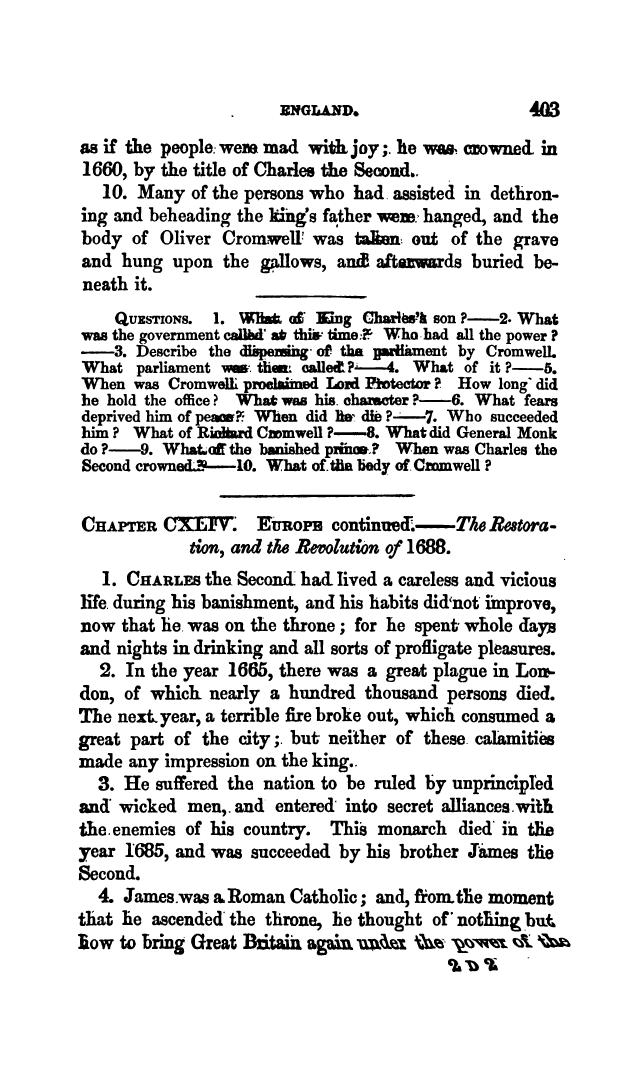 ENGLAND. 403
as if the people were mad with joy; he was crowned in
1660, by the title of Charles the Second.
10. Many of the persons who had assisted in dethron-
ing and beheading the king's father were hanged, and the
body of Oliver Cromwell was taken out of the grave
and hung upon the gallows, and afterwards buried be-
neath it.
QUESTIONS. 1. What of King Charles's son?——2. What
was the government called at this time? Who had all the power?
——3. Describe the dispersing of the parliament by Cromwell.
What parliament was then called?——4. What of it?——5.
When was Cromwell proclaimed Lord Protector? How long did
he hold the office? What was his character?——6. What fears
deprived him of peace? When did he die?——7. Who succeeded
him? What of Richard Cromwell?——8. What did General Monk
do?——9. What of the banished prince? When was Charles the
Second crowned?——10. What of the body of Cromwell?
CHAPTER CXLIV. EUROPE continued.——The Restora-
tion, and the Revolution of 1688.
1. CHARLES the Second had lived a careless and vicious
life during his banishment, and his habits did not improve,
now that he was on the throne; for he spent whole days
and nights in drinking and all sorts of profligate pleasures.
2. In the year 1665, there was a great plague in Lon-
don, of which nearly a hundred thousand persons died.
The next year, a terrible fire broke out, which consumed a
great part of the city; but neither of these calamities
made any impression on the king.
3. He suffered the nation to be ruled by unprincipled
and wicked men, and entered into secret alliances with
the enemies of his country. This monarch died in the
year 1685, and was succeeded by his brother James the
Second.
4. James was a Roman Catholic; and, from the moment
that he ascended the throne, he thought of nothing but
how to bring Great Britain again under the power of the
2 D 2